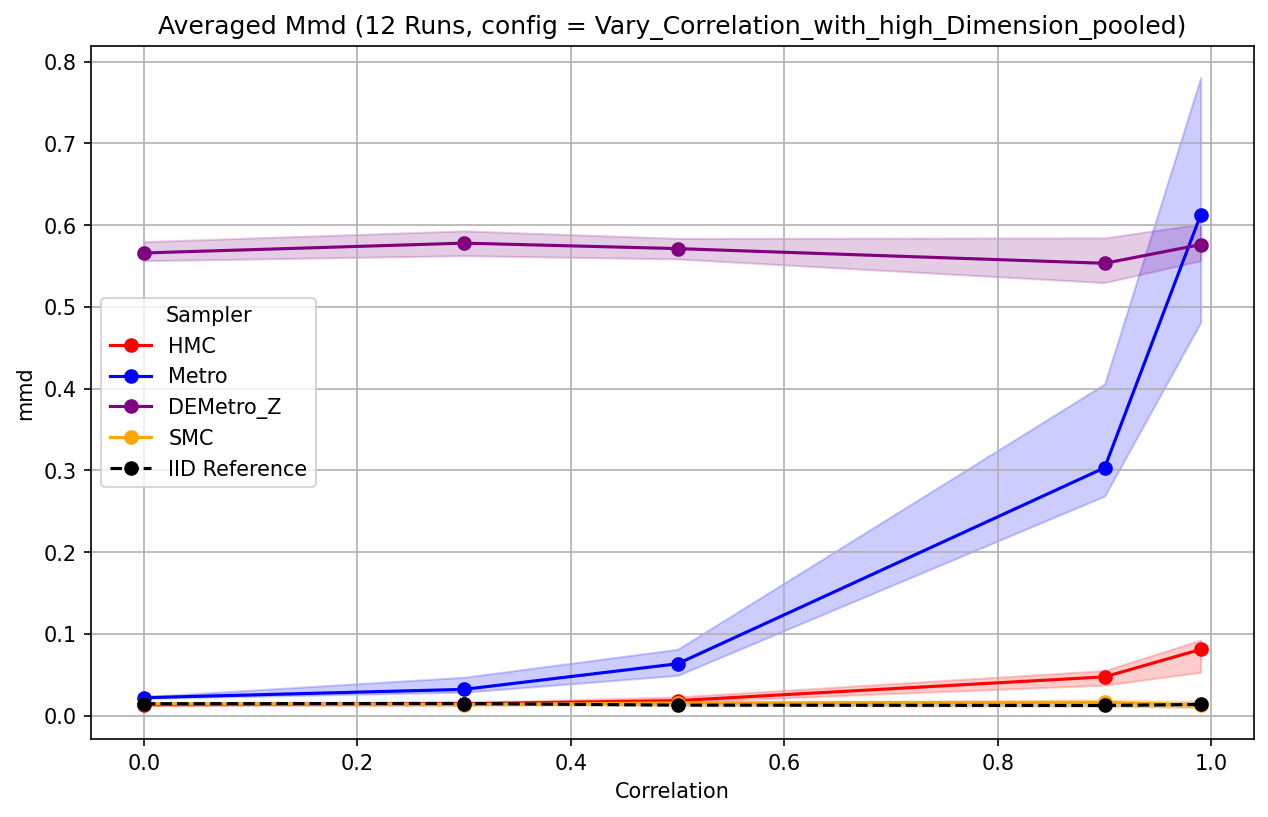 Averaged Mmd (12 Runs, config = Vary_Correlation_with_high_Dimension_pooled)
0.8
0.7
0.6
0.5
0.4
0.3
0.2
0.1
0.0
mmd
Sampler
HMC
Metro
DEMetro_Z
SMC
IID Reference
0.0 0.2 0.4 0.6 0.8 1.0
Correlation